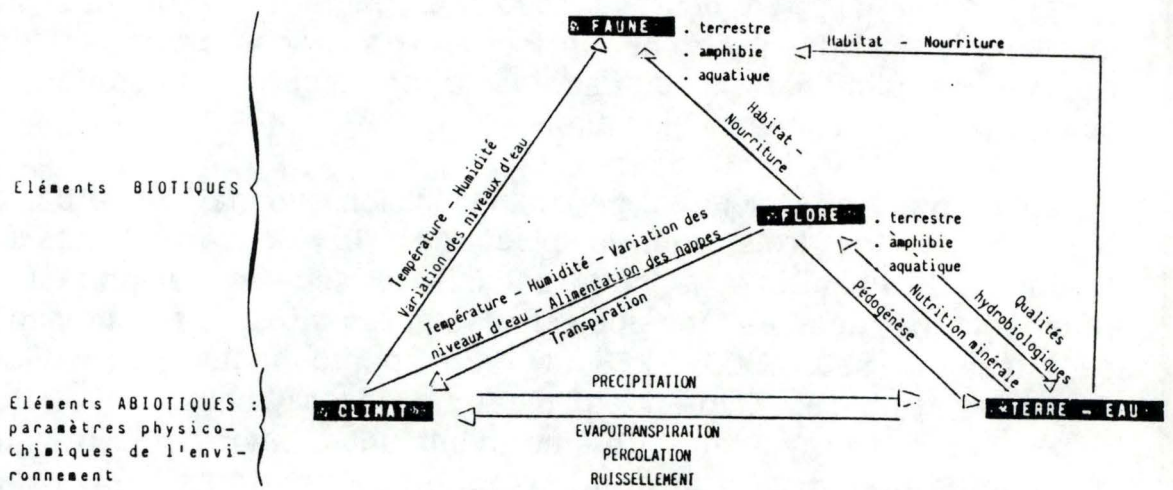 FAUNE
. terrestre
. amphibie
. aquatique
Habitat - Nourriture
Habitat -
Nourriture
Température - Humidité
Variation des niveaux d'eau
Eléments BIOTIQUES
FLORE
. terrestre
. amphibie
aquatique
Température - Humidité - Variation des
niveaux d'eau - Alimentation des nappes
Transpiration
Pédogénèse
Nutrition minérale
Qualités
hydrobiologiques
Eléments ABIOTIQUES :
paramètres physico-
chimiques de l'envi-
ronnement
CLIMAT
PRECIPITATION
EVAPOTRANSPIRATION
PERCOLATION
RUISSELLEMENT
TERRE - EAU